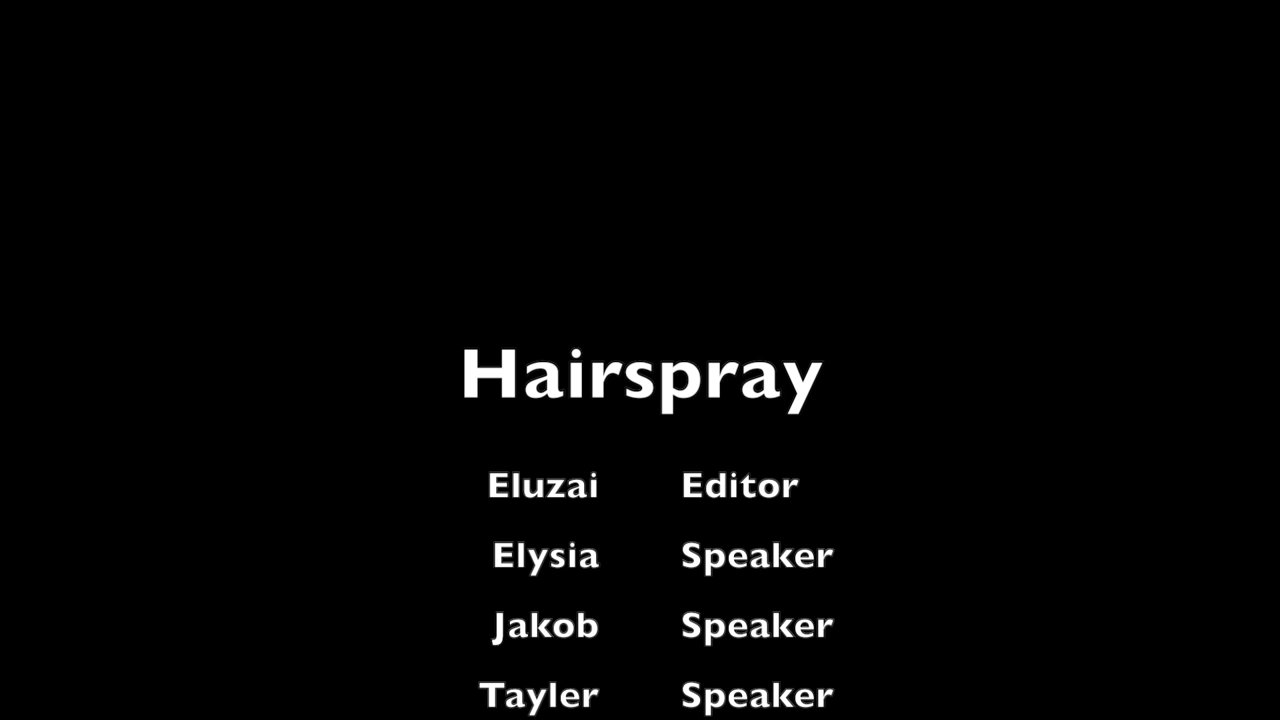 Hairspray
Eluzai Editor
Elysia Speaker
Jakob Speaker
Tayler Speaker